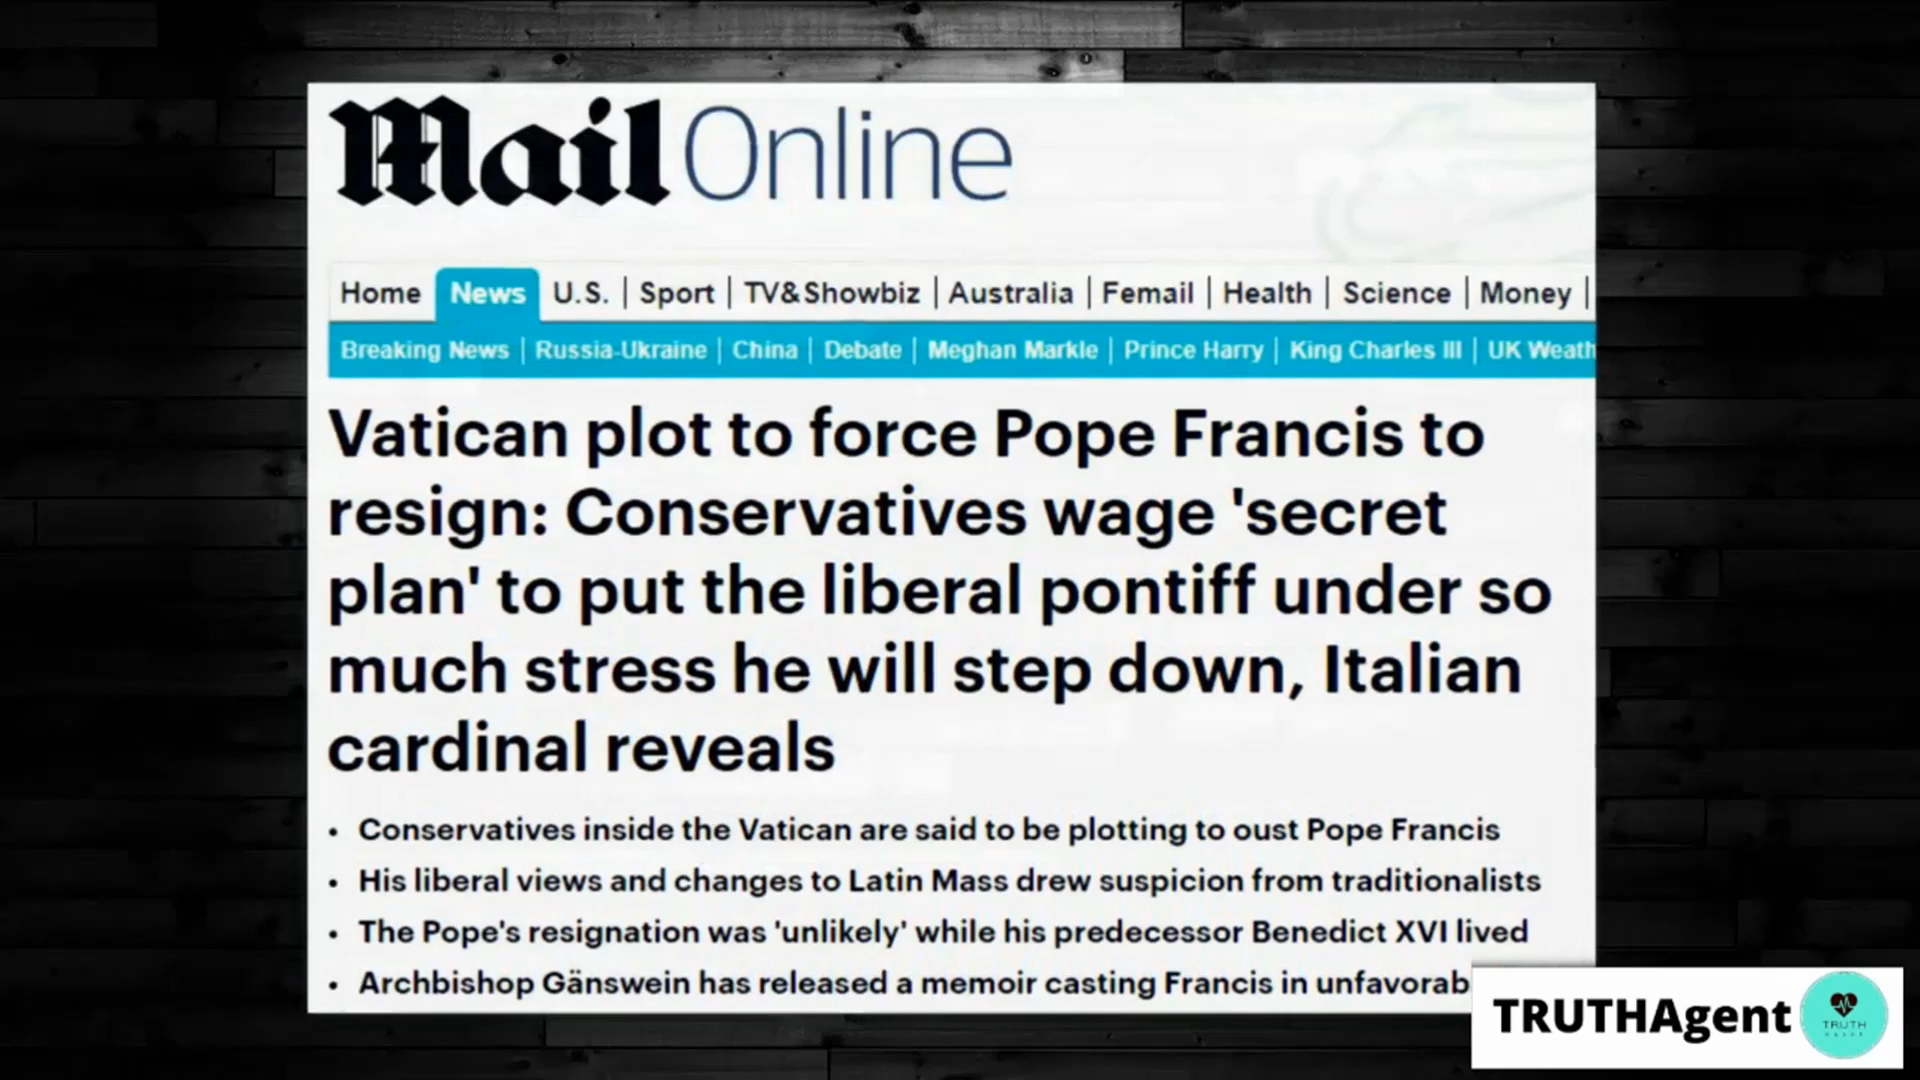 Mail Online
Home News U.S. | Sport | TV&Showbiz | Australia | Femail | Health | Science | Money |
Breaking News | Russia-Ukraine | China | Debate | Meghan Markle | Prince Harry | King Charles III | UK Weath
Vatican plot to force Pope Francis to
resign: Conservatives wage 'secret
plan' to put the liberal pontiff under so
much stress he will step down, Italian
cardinal reveals
• Conservatives inside the Vatican are said to be plotting to oust Pope Francis
• His liberal views and changes to Latin Mass drew suspicion from traditionalists
• The Pope's resignation was 'unlikely' while his predecessor Benedict XVI lived
• Archbishop Gänswein has released a memoir casting Francis in unfavorab
TRUTHAgent
TRUTH